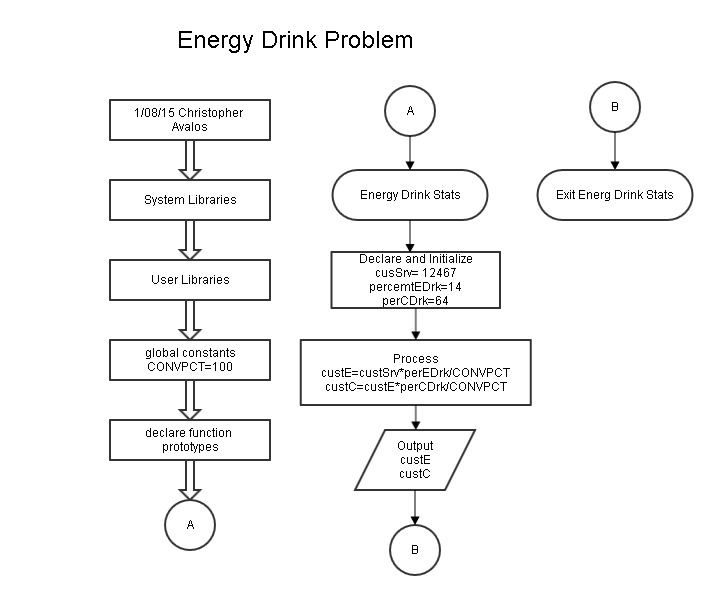 Energy Drink Problem
1/08/15 Christopher
Avalos
System Libraries
User Libraries
global constants
CONVPCT=100
declare function
prototypes
A
A
Energy Drink Stats
Declare and Initialize
cusSrv= 12467
percemtEDrk=14
perCDrk=64
Process
custE=custSrv*perEDrk/CONVPCT
custC=custE*perCDrk/CONVPCT
Output
custE
custC
B
B
Exit Energ Drink Stats